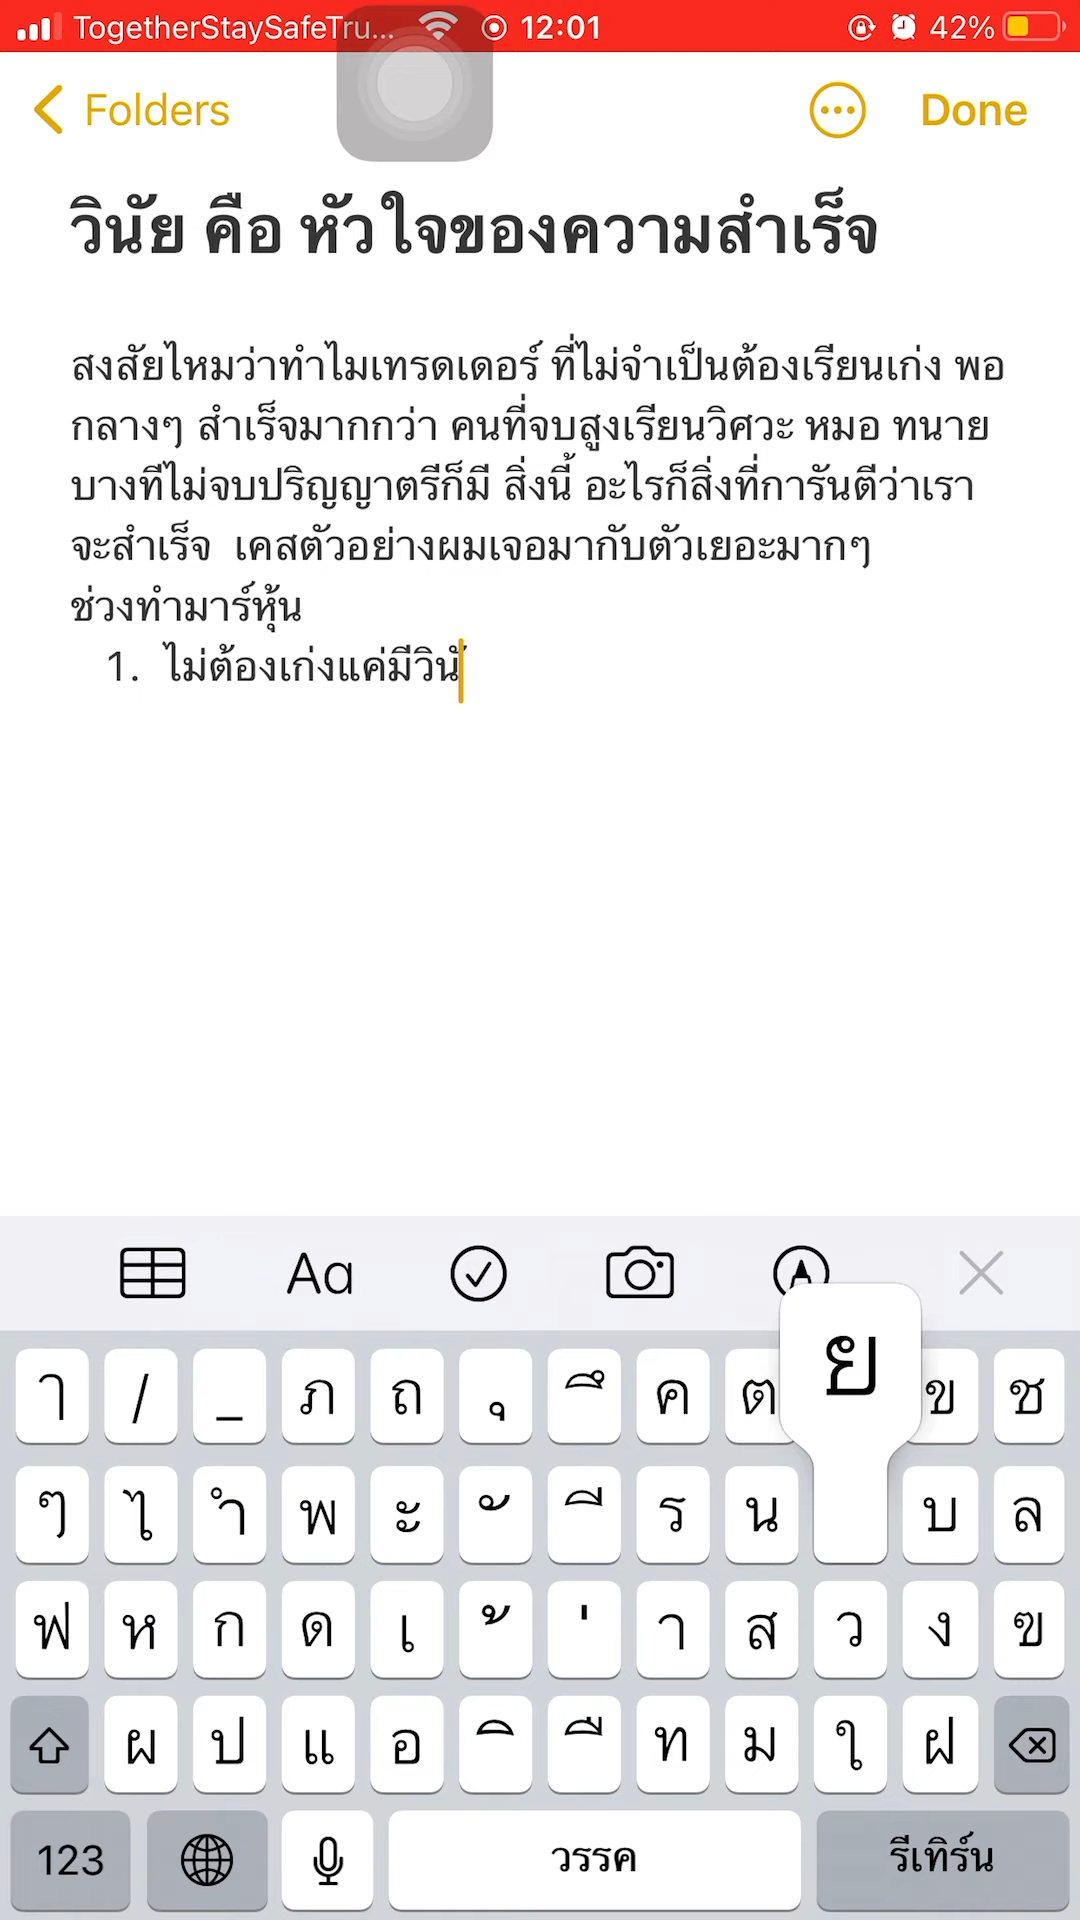 TogetherStaySafeTru... 12:01 42%
Folders Done
วินัย คือ หัวใจของความสำเร็จ
สงสัยไหมว่าทำไมเทรดเดอร์ ที่ไม่จำเป็นต้องเรียนเก่ง พอ
กลางๆ สำเร็จมากกว่า คนที่จบสูงเรียนวิศวะ หมอ ทนาย
บางทีไม่จบปริญญาตรีก็มี สิ่งนี้ อะไรก็สิ่งที่การันตีว่าเรา
จะสำเร็จ เคสตัวอย่างผมเจอมากับตัวเยอะมากๆ
ช่วงทำมาร์หุ้น
1. ไม่ต้องเก่งแค่มีวินั
Aa
ๅ / _ ภ ถ ุ ึ ค ต ย ข ช
ๆ ไ ำ พ ะ ั ี ร น บ ล
ฟ ห ก ด เ ้ ่ า ส ว ง ฃ
ผ ป แ อ ิ ื ท ม ใ ฝ
123 วรรค รีเทิร์น